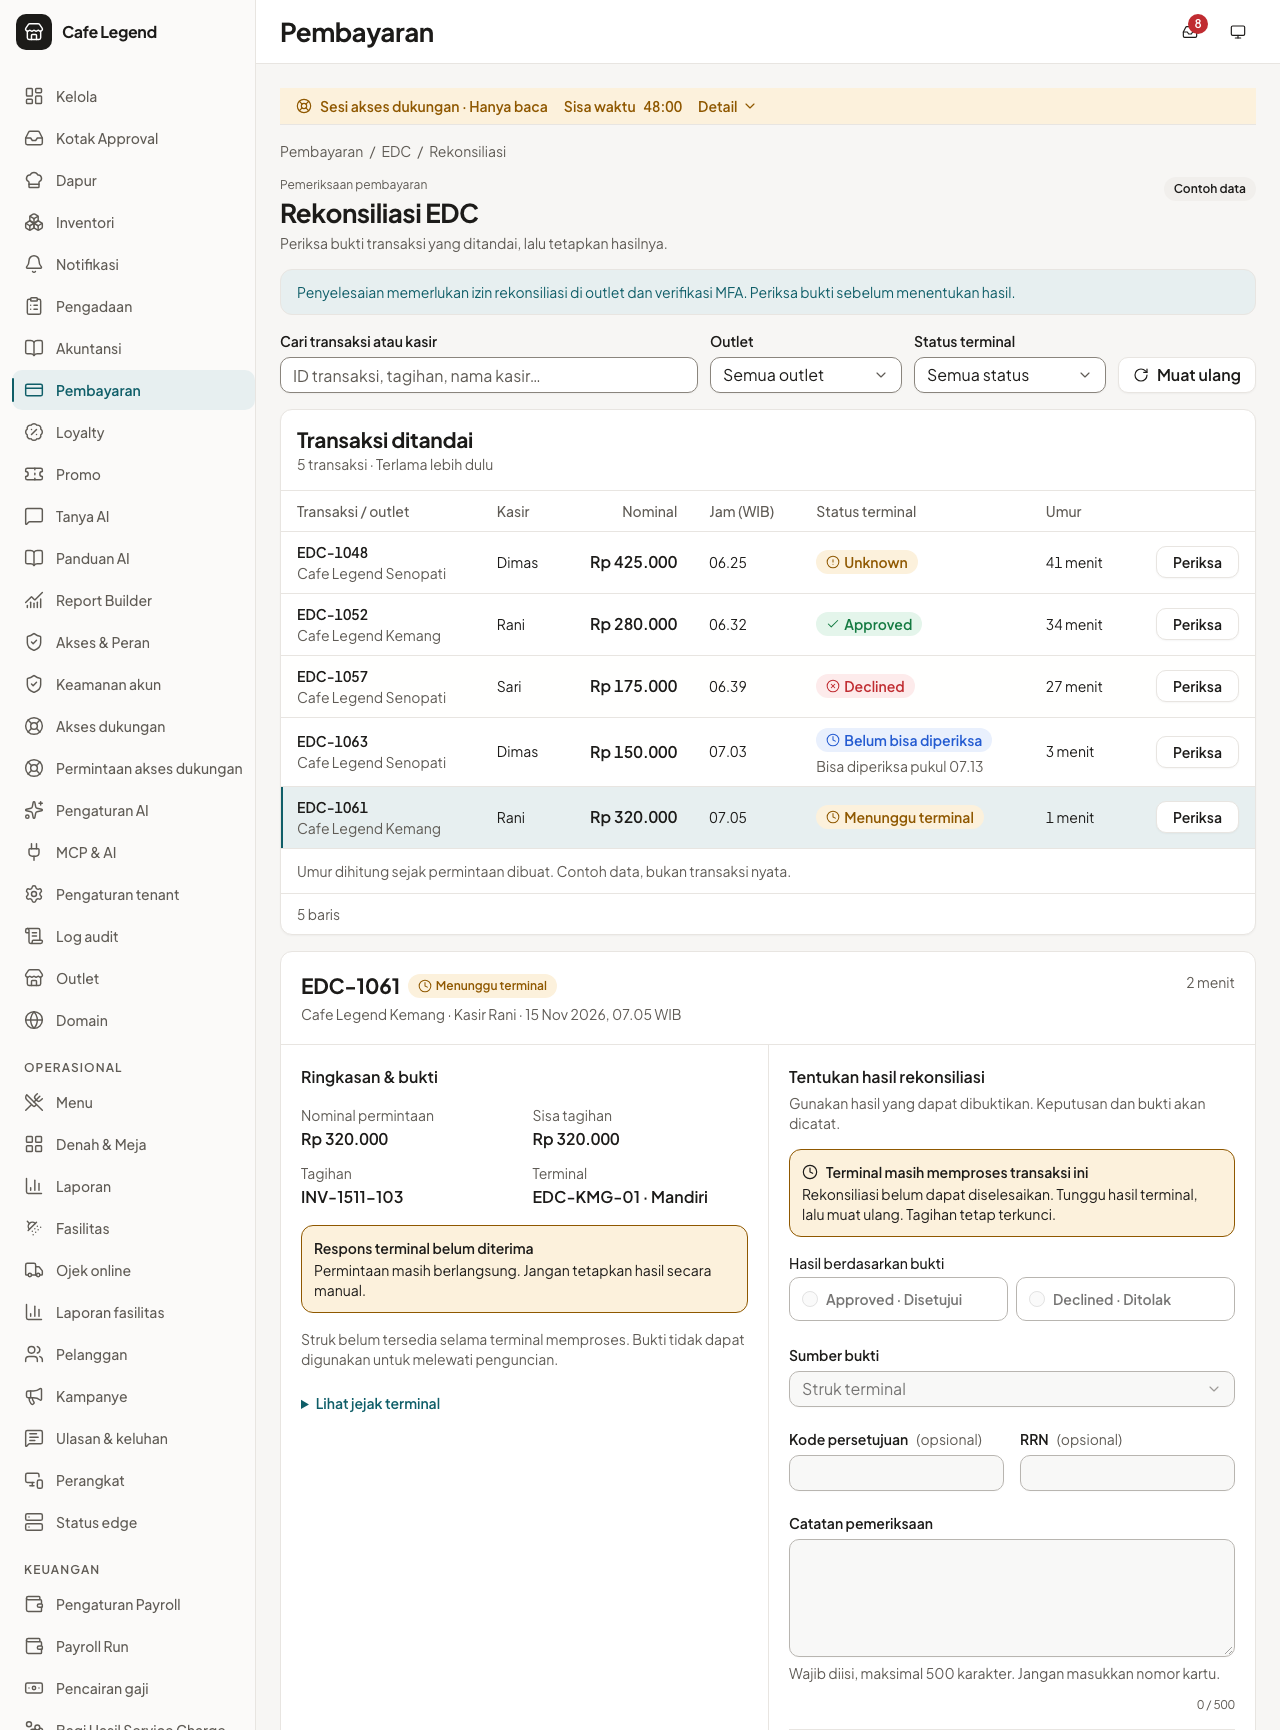 Cafe Legend
Pembayaran
8
Kelola
Kotak Approval
Dapur
Inventori
Notifikasi
Pengadaan
Akuntansi
Pembayaran
Loyalty
Promo
Tanya AI
Panduan AI
Report Builder
Akses & Peran
Keamanan akun
Akses dukungan
Permintaan akses dukungan
Pengaturan AI
MCP & AI
Pengaturan tenant
Log audit
Outlet
Domain
OPERASIONAL
Menu
Denah & Meja
Laporan
Fasilitas
Ojek online
Laporan fasilitas
Pelanggan
Kampanye
Ulasan & keluhan
Perangkat
Status edge
KEUANGAN
Pengaturan Payroll
Payroll Run
Pencairan gaji
Bagi Hasil Service Charge
Sesi akses dukungan · Hanya baca Sisa waktu 48:00 Detail
Pembayaran / EDC / Rekonsiliasi
Pemeriksaan pembayaran
Contoh data
Rekonsiliasi EDC
Periksa bukti transaksi yang ditandai, lalu tetapkan hasilnya.
Penyelesaian memerlukan izin rekonsiliasi di outlet dan verifikasi MFA. Periksa bukti sebelum menentukan hasil.
Cari transaksi atau kasir Outlet Status terminal
ID transaksi, tagihan, nama kasir... Semua outlet Semua status Muat ulang
Transaksi ditandai
5 transaksi · Terlama lebih dulu
Transaksi / outlet Kasir Nominal Jam (WIB) Status terminal Umur
EDC-1048
Cafe Legend Senopati Dimas Rp 425.000 06.25 Unknown 41 menit Periksa
EDC-1052
Cafe Legend Kemang Rani Rp 280.000 06.32 Approved 34 menit Periksa
EDC-1057
Cafe Legend Senopati Sari Rp 175.000 06.39 Declined 27 menit Periksa
EDC-1063
Cafe Legend Senopati Dimas Rp 150.000 07.03 Belum bisa diperiksa 3 menit Periksa
Bisa diperiksa pukul 07.13
EDC-1061
Cafe Legend Kemang Rani Rp 320.000 07.05 Menunggu terminal 1 menit Periksa
Umur dihitung sejak permintaan dibuat. Contoh data, bukan transaksi nyata.
5 baris
EDC-1061 Menunggu terminal 2 menit
Cafe Legend Kemang · Kasir Rani · 15 Nov 2026, 07.05 WIB
Ringkasan & bukti
Nominal permintaan Sisa tagihan
Rp 320.000 Rp 320.000
Tagihan Terminal
INV-1511-103 EDC-KMG-01 · Mandiri
Respons terminal belum diterima
Permintaan masih berlangsung. Jangan tetapkan hasil secara
manual.
Struk belum tersedia selama terminal memproses. Bukti tidak dapat
digunakan untuk melewati penguncian.
Lihat jejak terminal
Tentukan hasil rekonsiliasi
Gunakan hasil yang dapat dibuktikan. Keputusan dan bukti akan
dicatat.
Terminal masih memproses transaksi ini
Rekonsiliasi belum dapat diselesaikan. Tunggu hasil terminal,
lalu muat ulang. Tagihan tetap terkunci.
Hasil berdasarkan bukti
Approved · Disetujui Declined · Ditolak
Sumber bukti
Struk terminal
Kode persetujuan (opsional) RRN (opsional)
Catatan pemeriksaan
Wajib diisi, maksimal 500 karakter. Jangan masukkan nomor kartu.
0 / 500